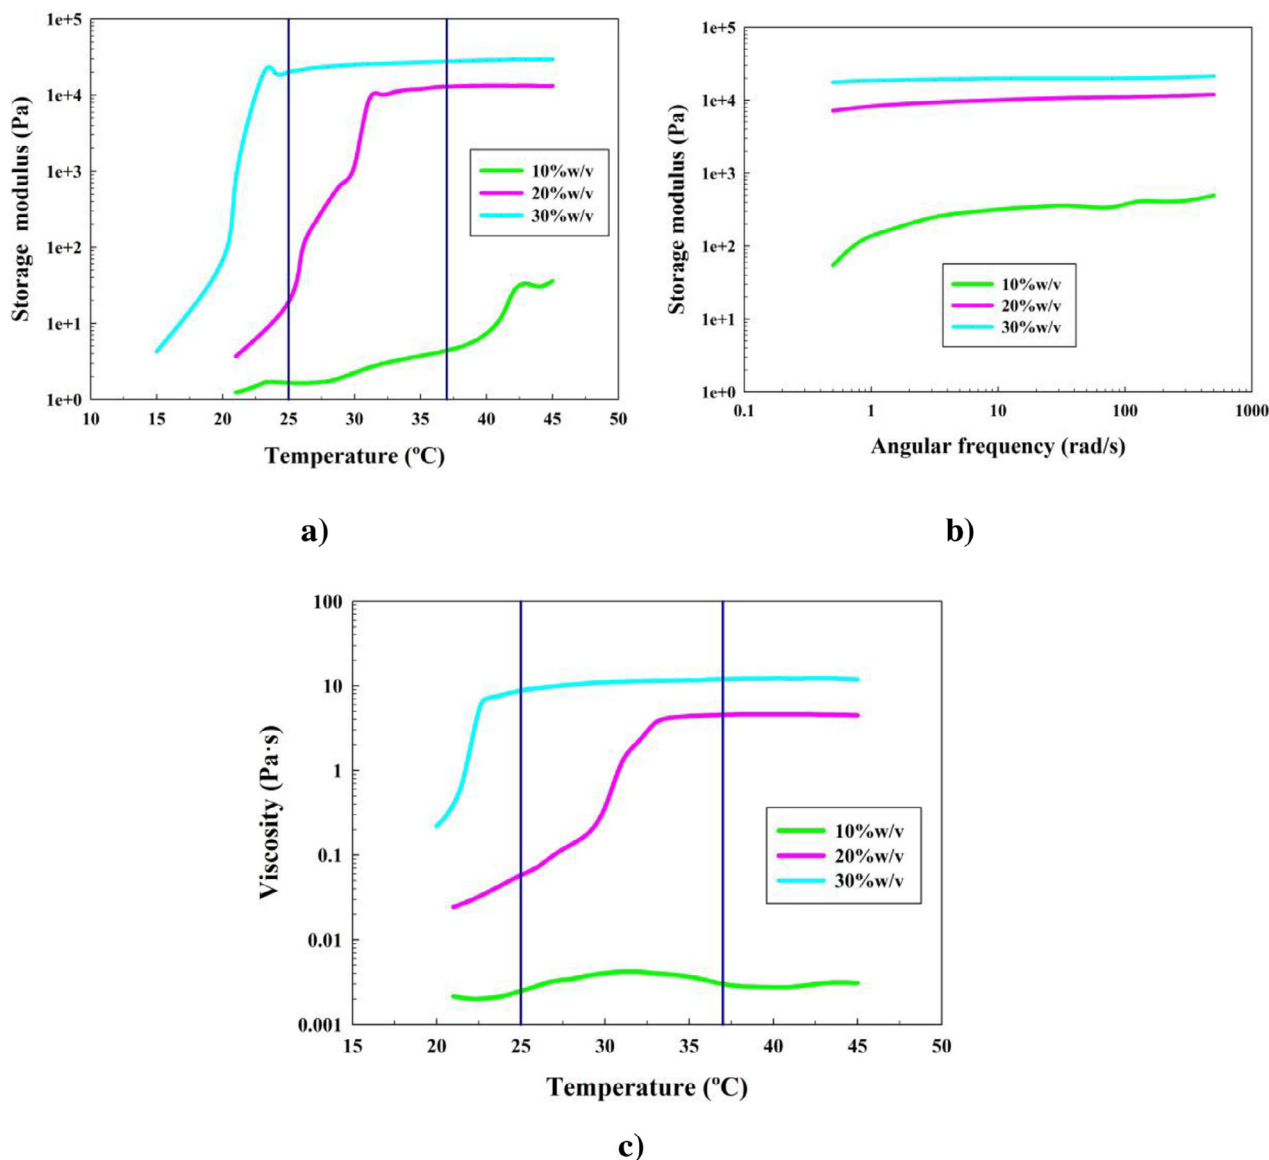 1e+5
1e+4
1e+3
1e+2
1e+1
1e+0
10 15 20 25 30 35 40 45 50
Storage modulus (Pa)
Temperature (ºC)
10%w/v
20%w/v
30%w/v
a)
1e+5
1e+4
1e+3
1e+2
1e+1
1e+0
0.1 1 10 100 1000
Storage modulus (Pa)
Angular frequency (rad/s)
10%w/v
20%w/v
30%w/v
b)
100
10
1
0.1
0.01
0.001
15 20 25 30 35 40 45 50
Viscosity (Pa·s)
Temperature (ºC)
10%w/v
20%w/v
30%w/v
c)